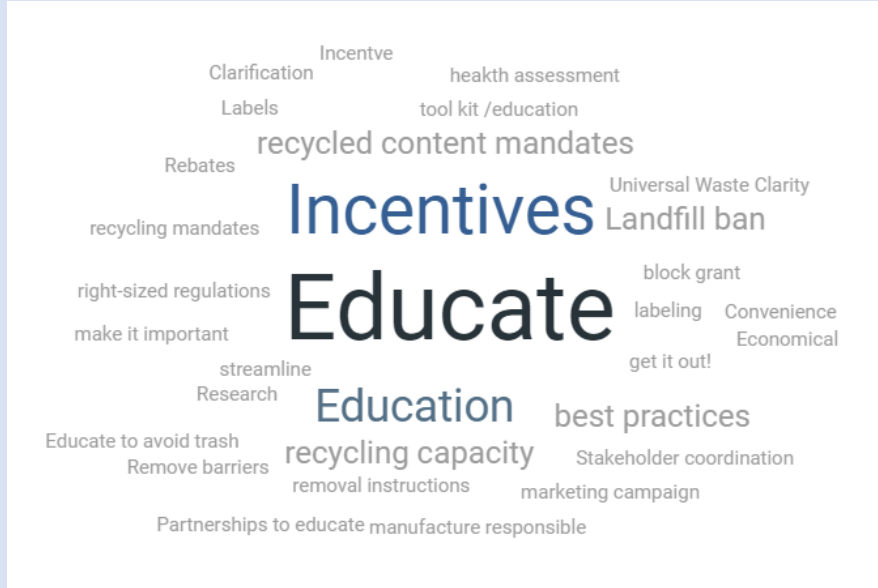 Incentve
Clarification
heakth assessment
Labels
tool kit /education
recycled content mandates
Rebates
Universal Waste Clarity
Incentives
Landfill ban
recycling mandates
block grant
right-sized regulations
Educate
labeling
Convenience
make it important
Economical
get it out!
streamline
Research
Education
best practices
Educate to avoid trash
recycling capacity
Stakeholder coordination
Remove barriers
removal instructions
marketing campaign
Partnerships to educate
manufacture responsible